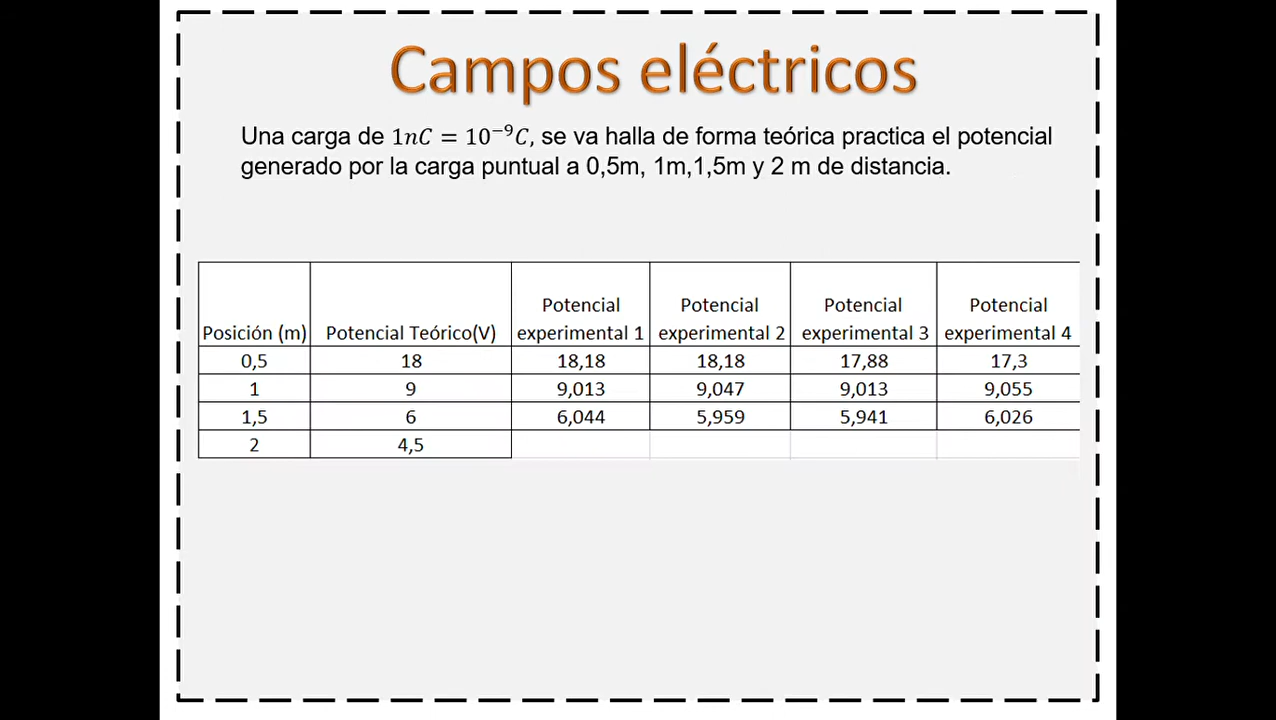 Campos eléctricos
Una carga de 1nC = 10⁻⁹C, se va halla de forma teórica practica el potencial
generado por la carga puntual a 0,5m, 1m,1,5m y 2 m de distancia.
Posición (m) Potencial Teórico(V) Potencial experimental 1 Potencial experimental 2 Potencial experimental 3 Potencial experimental 4
0,5 18 18,18 18,18 17,88 17,3
1 9 9,013 9,047 9,013 9,055
1,5 6 6,044 5,959 5,941 6,026
2 4,5